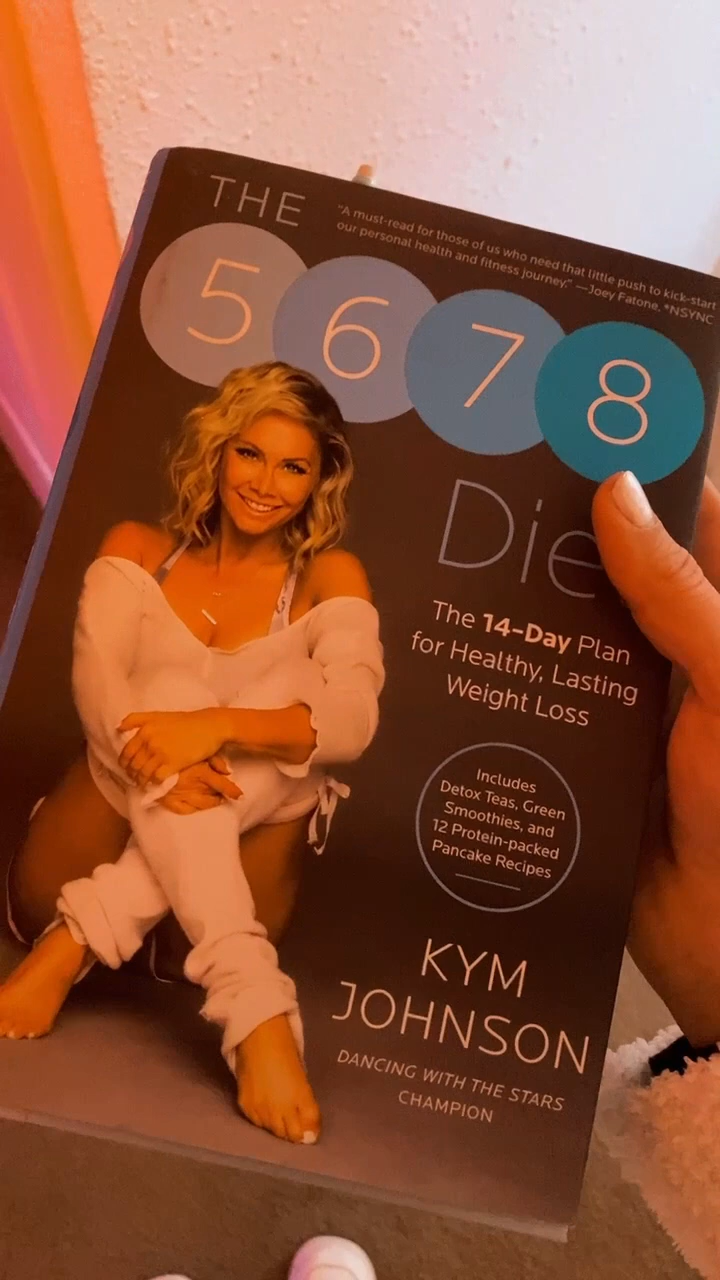 THE
"A must-read for those of us who need that little push to kick-start
our personal health and fitness journey." —Joey Fatone, *NSYNC
5 6 7 8
Die
The 14-Day Plan
for Healthy, Lasting
Weight Loss
Includes
Detox Teas, Green
Smoothies, and
12 Protein-packed
Pancake Recipes
KYM
JOHNSON
DANCING WITH THE STARS
CHAMPION